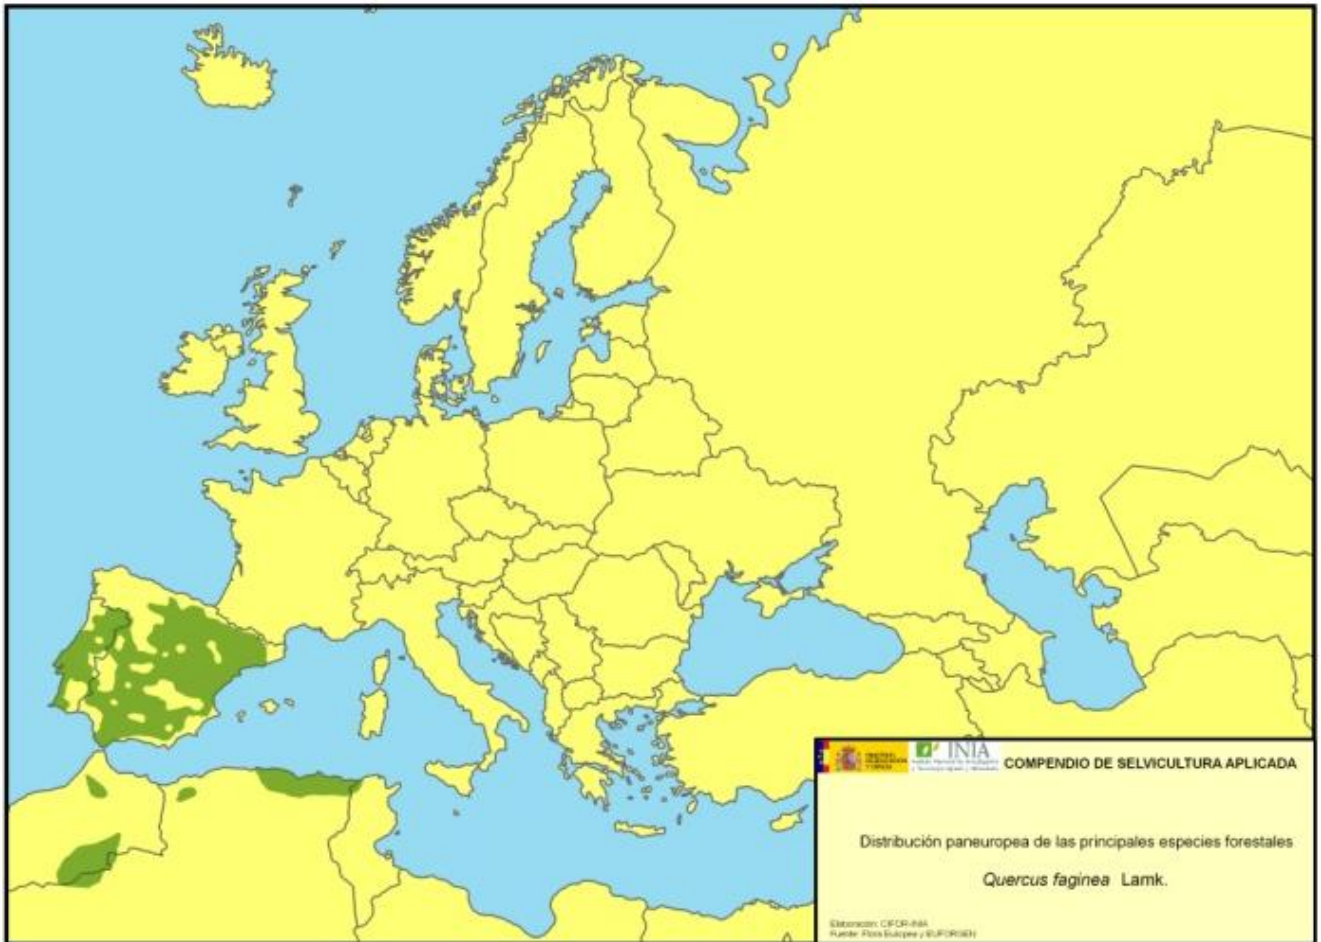 INIA
COMPENDIO DE SELVICULTURA APLICADA
Distribución paneuropea de las principales especies forestales
Quercus faginea Lamk.
Elaboración: CIFOR-INIA
Fuente: Flora Europea y EUFORGEN